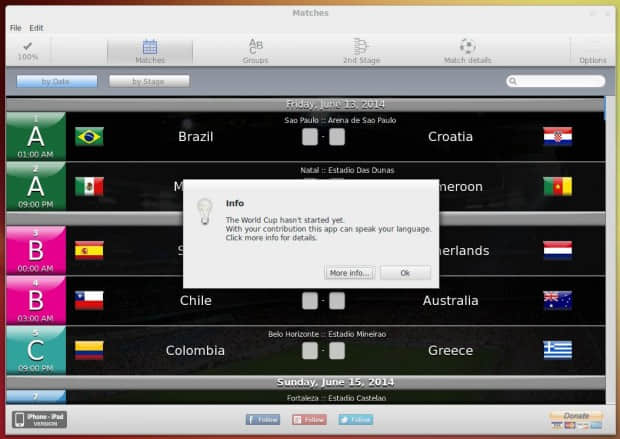 Matches
File Edit
100%
Matches
Groups
2nd Stage
Match details
Options
by Date
by Stage
Friday, June 13, 2014
1
A
01:00 AM
Sao Paulo :: Arena de Sao Paulo
Brazil - Croatia
2
A
09:00 PM
Natal :: Estadio Das Dunas
M
meroon
Info
The World Cup hasn't started yet.
With your contribution this app can speak your language.
Click more info for details.
More info...
Ok
3
B
00:00 AM
S
herlands
4
B
03:00 AM
Chile - Australia
5
C
09:00 PM
Belo Horizonte :: Estadio Mineirao
Colombia - Greece
Sunday, June 15, 2014
7
Fortaleza :: Estadio Castelao
iPhone - iPad
VERSION
f Follow
Follow
Follow
Donate